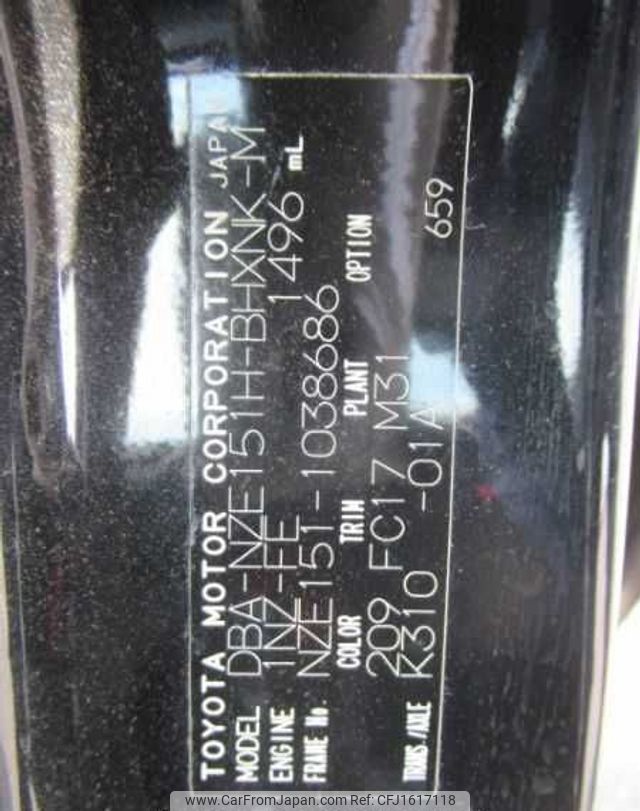 TOYOTA MOTOR CORPORATION JAPAN
MODEL DBA-NZE151H-BHXNK-M
ENGINE 1NZ-FE 1496 mL
FRAME No. NZE151-1038686
COLOR TRIM PLANT OPTION
209 FC17 M31
TRANS./AXLE K310 -01A 659
www.CarFromJapan.com Ref: CFJ1617118